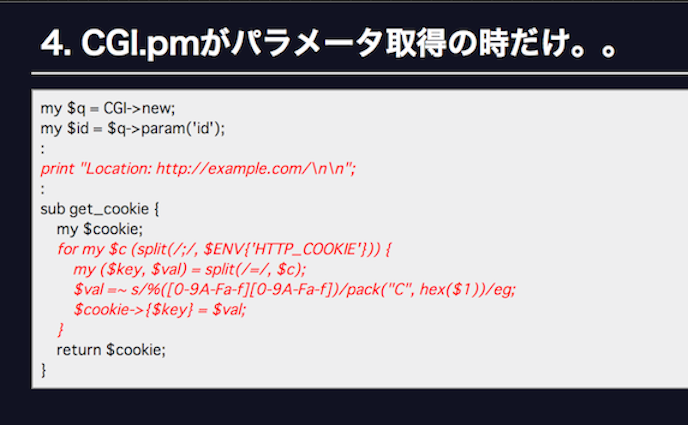 4. CGI.pmがパラメータ取得の時だけ。。
my $q = CGI->new;
my $id = $q->param('id');
:
print "Location: http://example.com/\n\n";
:
sub get_cookie {
my $cookie;
for my $c (split(/;/, $ENV{'HTTP_COOKIE'})) {
my ($key, $val) = split(/=/, $c);
$val =~ s/%([0-9A-Fa-f][0-9A-Fa-f])/pack("C", hex($1))/eg;
$cookie->{$key} = $val;
}
return $cookie;
}